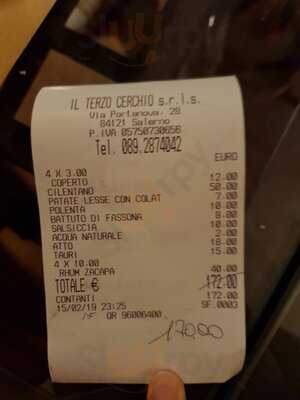 IL TERZO CERCHIO s.r.l.s.
Via Portanova, 28
84121 Salerno
P.IVA 05750730656
Tel. 089.2874042
EURO
4 X 3.00
COPERTO 12.00
CILENTANO 50.00
PATATE LESSE CON COLAT 7.00
POLENTA 10.00
BATTUTO DI FASSONA 8.00
SALSICCIA 10.00
ACQUA NATURALE 2.00
ATTO 18.00
TAURI 15.00
4 X 10.00
RHUM ZACAPA 40.00
TOTALE € 172.00
CONTANTI 172.00
15/02/19 23:25 SF.0003
QR 96006400
170,00